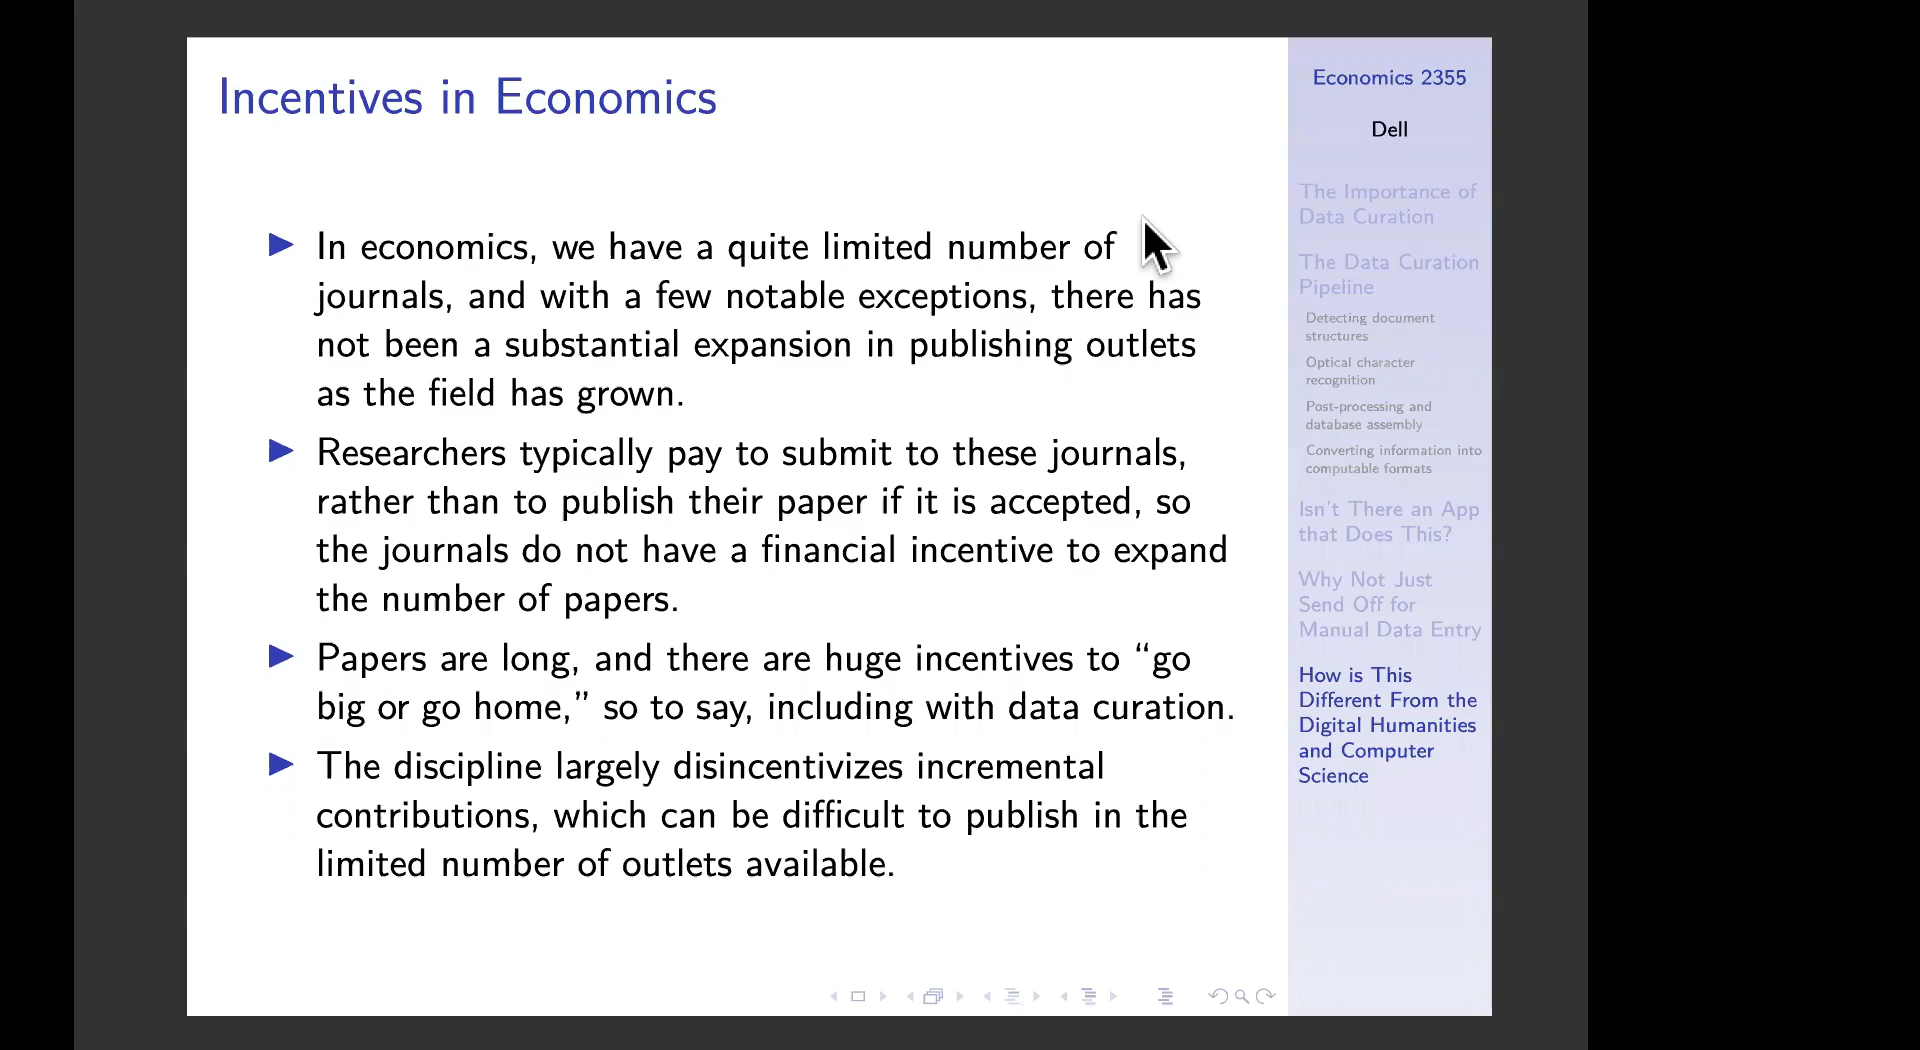 Incentives in Economics
In economics, we have a quite limited number of
journals, and with a few notable exceptions, there has
not been a substantial expansion in publishing outlets
as the field has grown.
Researchers typically pay to submit to these journals,
rather than to publish their paper if it is accepted, so
the journals do not have a financial incentive to expand
the number of papers.
Papers are long, and there are huge incentives to “go
big or go home,” so to say, including with data curation.
The discipline largely disincentivizes incremental
contributions, which can be difficult to publish in the
limited number of outlets available.
Economics 2355
Dell
The Importance of
Data Curation
The Data Curation
Pipeline
Detecting document
structures
Optical character
recognition
Post-processing and
database assembly
Converting information into
computable formats
Isn’t There an App
that Does This?
Why Not Just
Send Off for
Manual Data Entry
How is This
Different From the
Digital Humanities
and Computer
Science